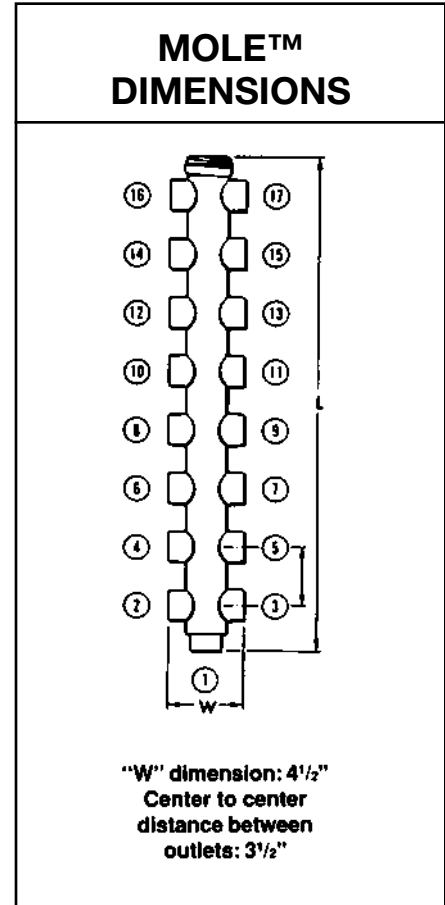 MOLE™
DIMENSIONS
16 17
14 15
12 13
10 11
L
8 9
6 7
4 5
2 3
1
W
“W” dimension: 4¹/₂”
Center to center
distance between
outlets: 3¹/₂”